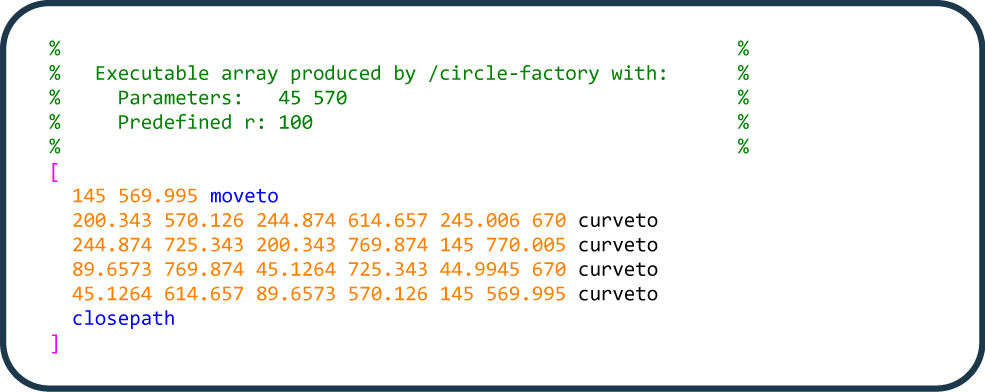 %                                                          %
%   Executable array produced by /circle-factory with:      %
%     Parameters:   45 570                                  %
%     Predefined r: 100                                     %
%                                                          %
[
  145 569.995 moveto
  200.343 570.126 244.874 614.657 245.006 670 curveto
  244.874 725.343 200.343 769.874 145 770.005 curveto
  89.6573 769.874 45.1264 725.343 44.9945 670 curveto
  45.1264 614.657 89.6573 570.126 145 569.995 curveto
  closepath
]